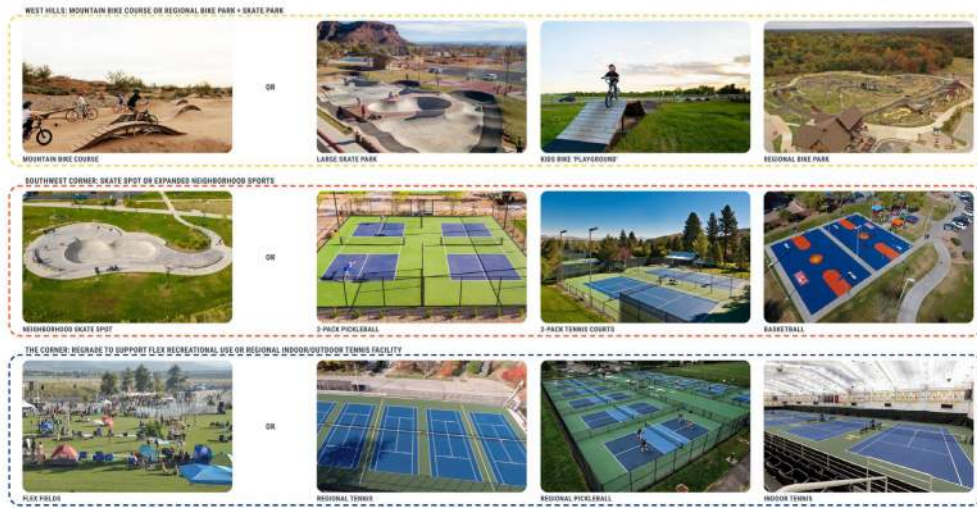 WEST HILLS: MOUNTAIN BIKE COURSE OR REGIONAL BIKE PARK + SKATE PARK
OR
MOUNTAIN BIKE COURSE
LARGE SKATE PARK
KIDS BIKE 'PLAYGROUND'
REGIONAL BIKE PARK
SOUTHWEST CORNER: SKATE SPOT OR EXPANDED NEIGHBORHOOD SPORTS
OR
NEIGHBORHOOD SKATE SPOT
2-PACK PICKLEBALL
2-PACK TENNIS COURTS
BASKETBALL
THE CORNER: REGRADE TO SUPPORT FLEX RECREATIONAL USE OR REGIONAL INDOOR/OUTDOOR TENNIS FACILITY
OR
FLEX FIELDS
REGIONAL TENNIS
REGIONAL PICKLEBALL
INDOOR TENNIS